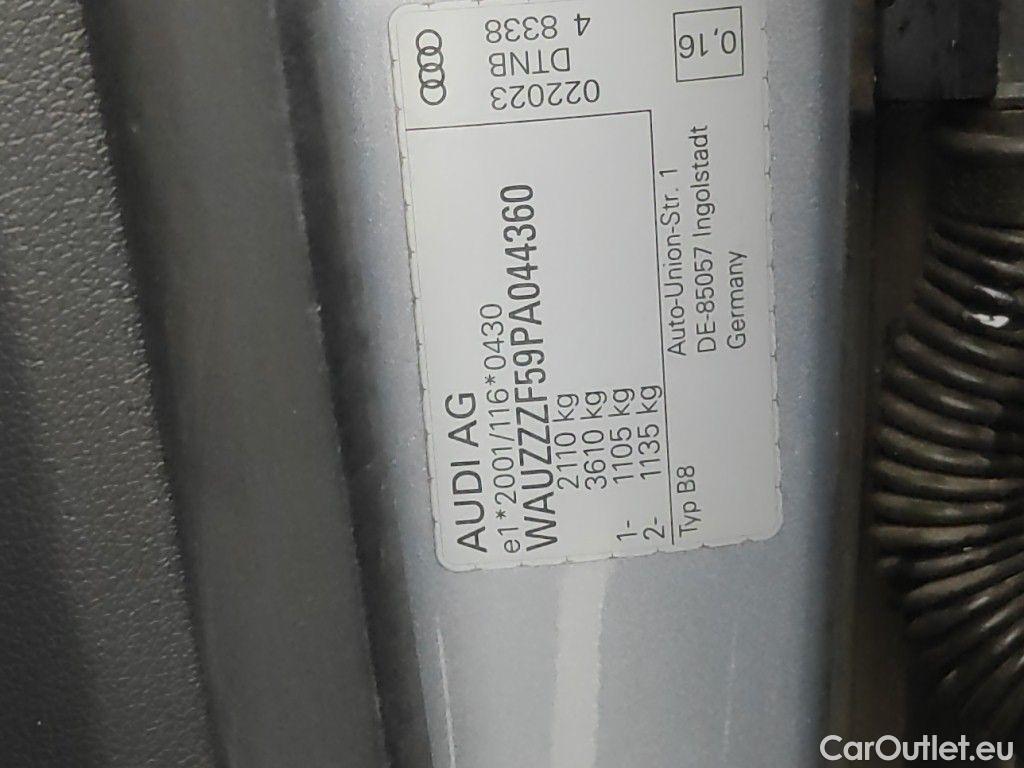 AUDI AG
e1*2001/116*0430
WAUZZZF59PA044360
2110 kg
3610 kg
1- 1105 kg
2- 1135 kg
Typ B8
Auto-Union-Str. 1
DE-85057 Ingolstadt
Germany
022023
DTNB
8338
4
0,16
CarOutlet.eu